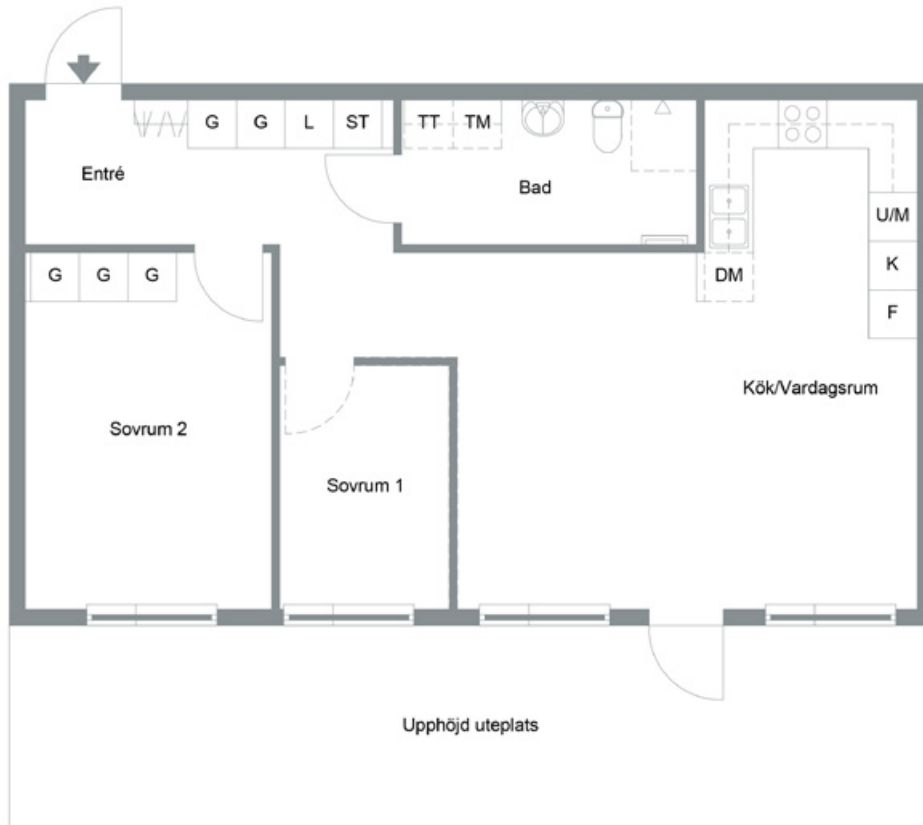 G G L ST TT TM
Entré
Bad
U/M
G G G
DM
K
F
Kök/Vardagsrum
Sovrum 2
Sovrum 1
Upphöjd uteplats